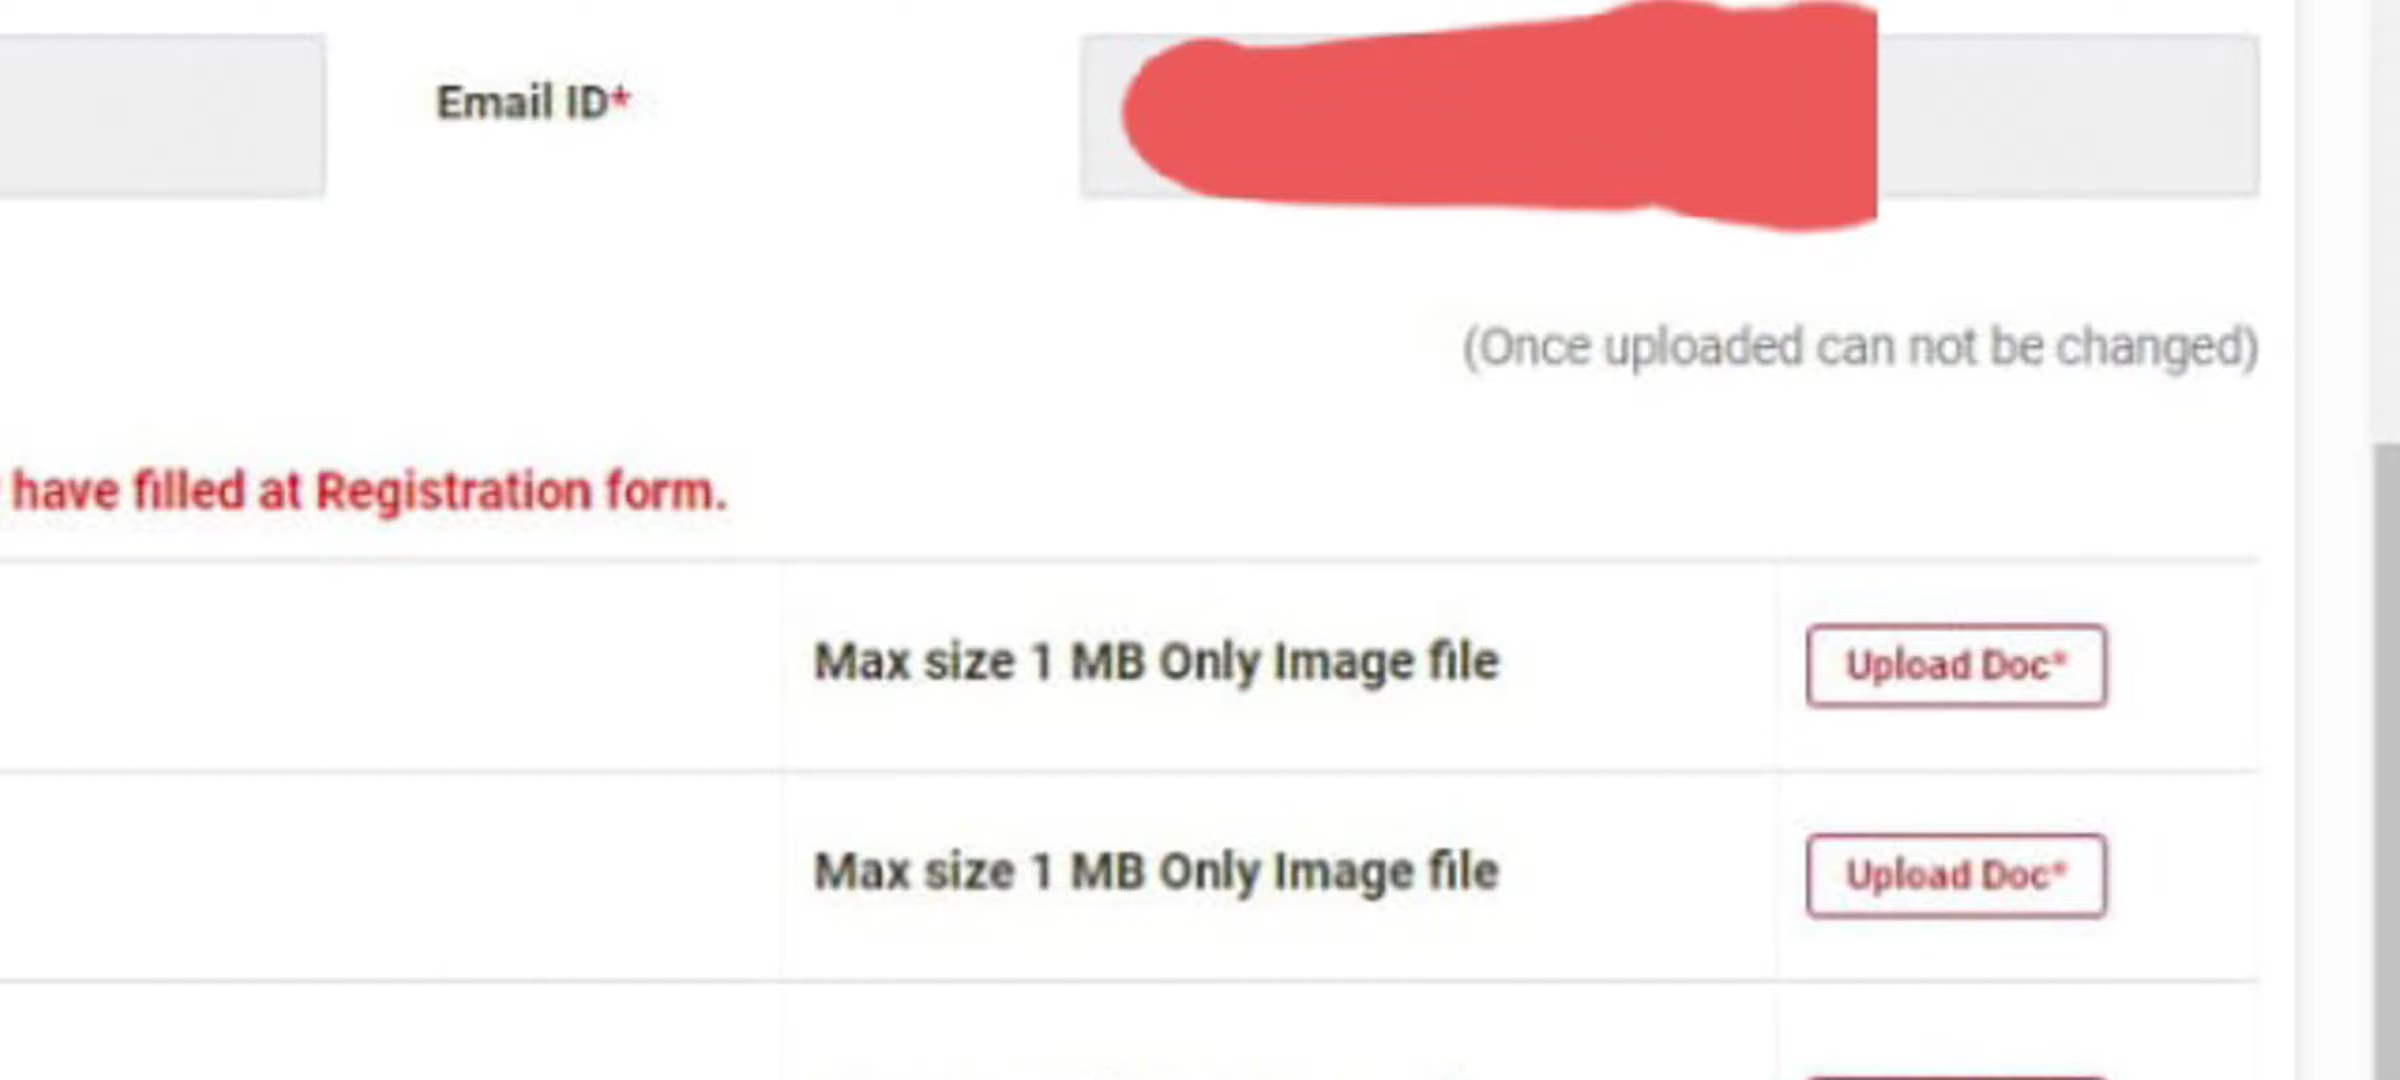 Email ID*
(Once uploaded can not be changed)
have filled at Registration form.
Max size 1 MB Only Image file
Upload Doc*
Max size 1 MB Only Image file
Upload Doc*